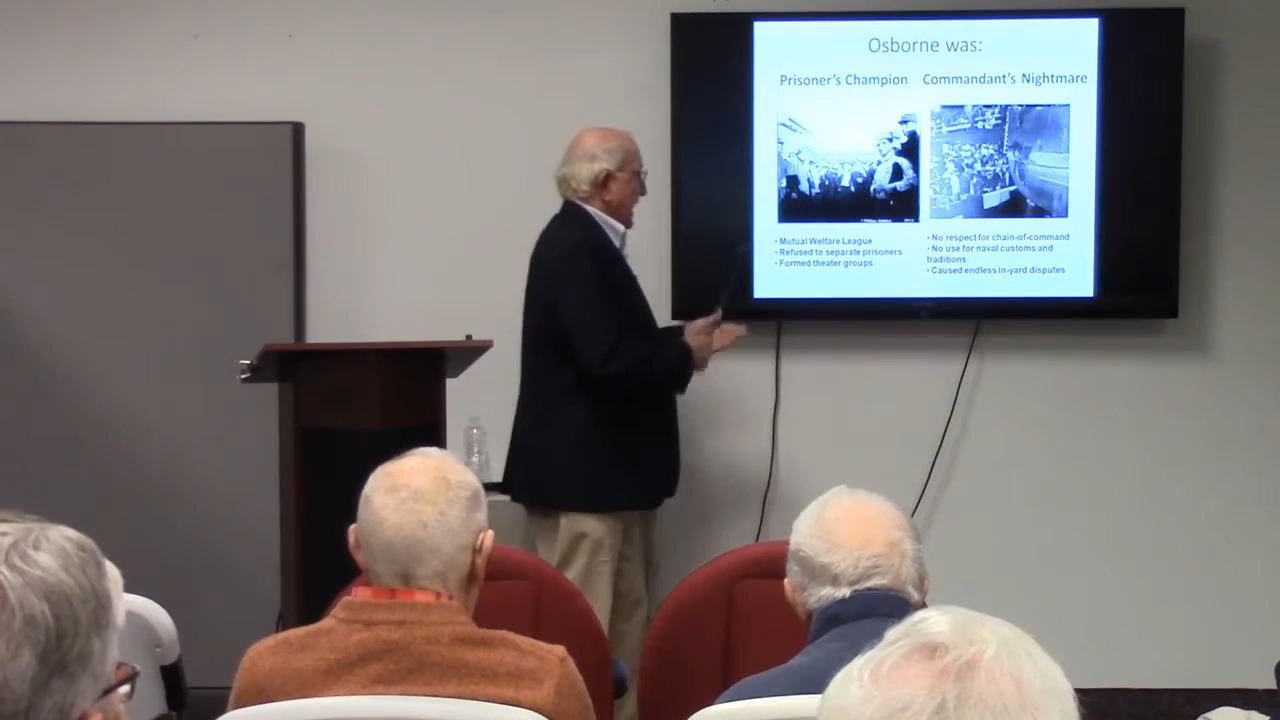 Osborne was:
Prisoner's Champion
Commandant's Nightmare
• Mutual Welfare League
• Refused to separate prisoners
• Formed theater groups
• No respect for chain-of-command
• No use for naval customs and
traditions
• Caused endless in-yard disputes